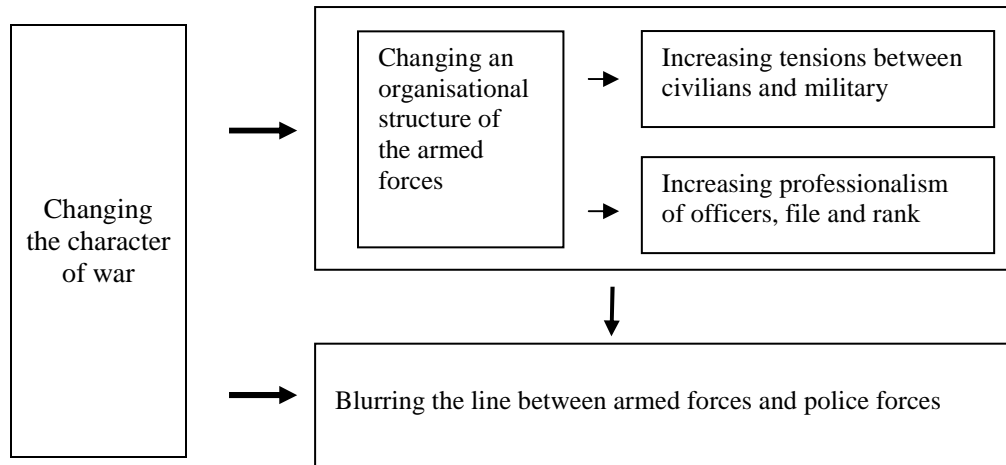 Changing
the character
of war
Changing an
organisational
structure of
the armed
forces
Increasing tensions between
civilians and military
Increasing professionalism
of officers, file and rank
Blurring the line between armed forces and police forces